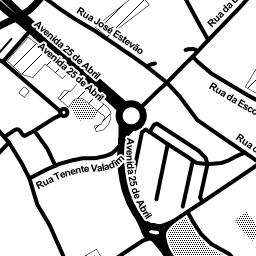 Rua José Estevão
Rua da
Avenida 25 de Abril
Avenida 25 de Abril
Rua da Esco
Rua
Avenida 25 de Abril
Rua Tenente Valadim